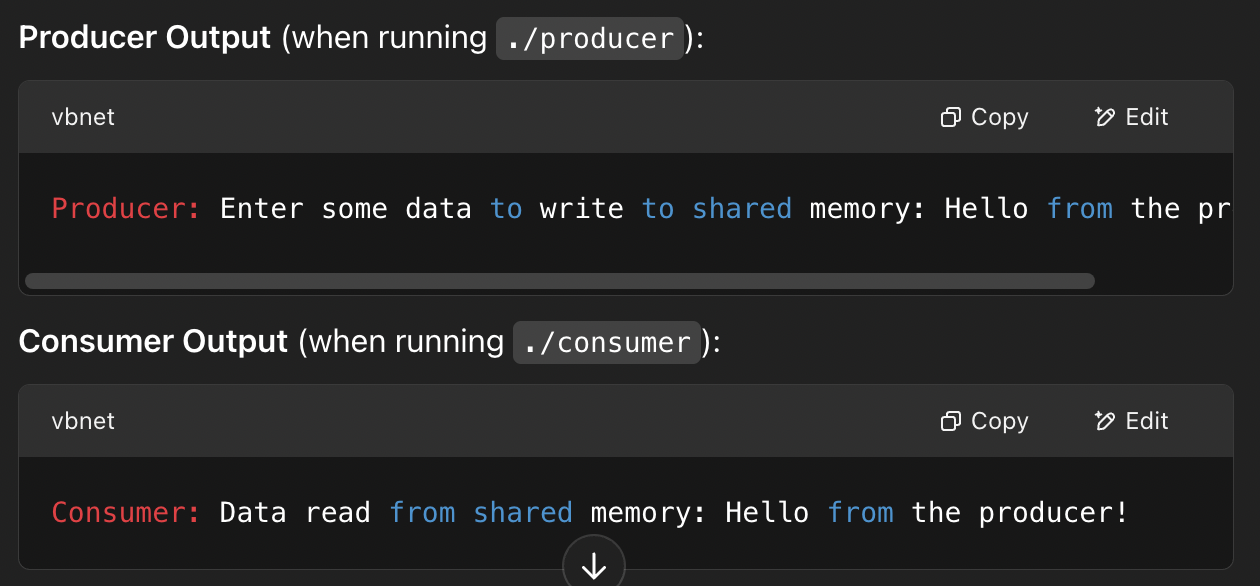 Producer Output (when running ./producer):
vbnet
Copy
Edit
Producer: Enter some data to write to shared memory: Hello from the pr
Consumer Output (when running ./consumer):
vbnet
Copy
Edit
Consumer: Data read from shared memory: Hello from the producer!